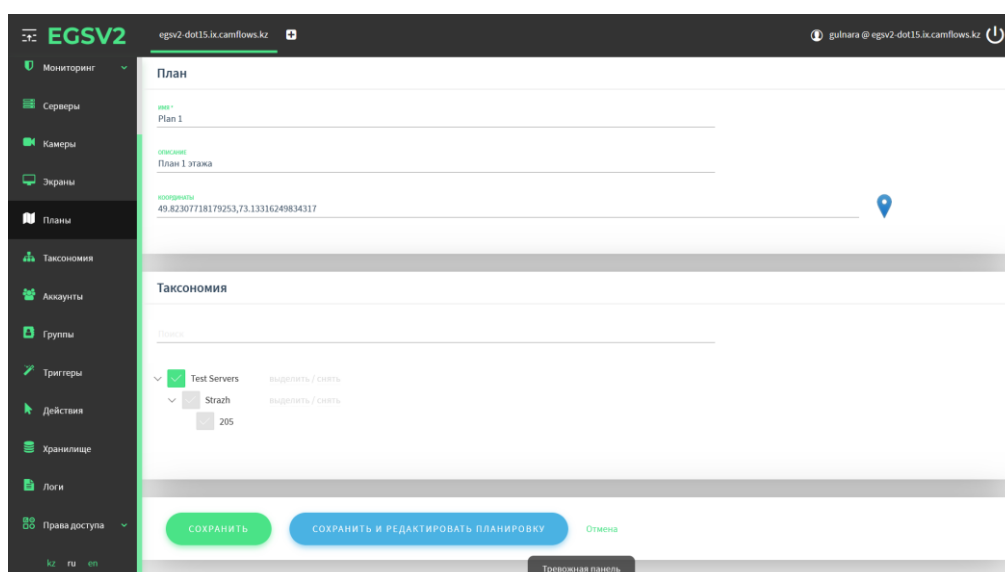 EGSV2
egsv2-dot15.ix.camflows.kz
gulnara @ egsv2-dot15.ix.camflows.kz
Мониторинг
Серверы
Камеры
Экраны
Планы
Таксономия
Аккаунты
Группы
Триггеры
Действия
Хранилище
Логи
Права доступа
kz ru en
План
ИМЯ *
Plan 1
ОПИСАНИЕ
План 1 этажа
КООРДИНАТЫ
49.82307718179253,73.13316249834317
Таксономия
Поиск
Test Servers выделить / снять
Strazh выделить / снять
205
СОХРАНИТЬ
СОХРАНИТЬ И РЕДАКТИРОВАТЬ ПЛАНИРОВКУ
Отмена
Тревожная панель